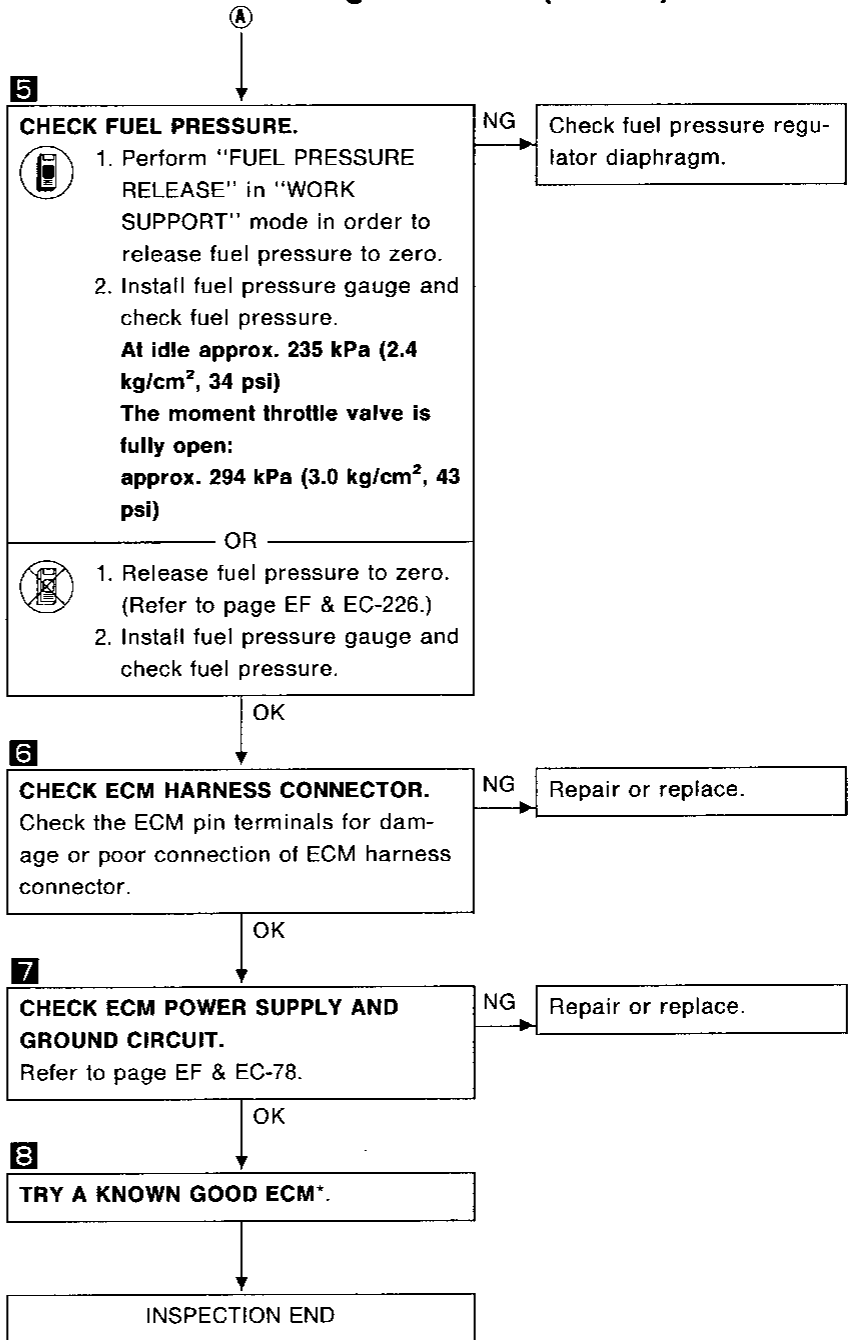 Ⓐ
5
CHECK FUEL PRESSURE.
1. Perform "FUEL PRESSURE
RELEASE" in "WORK
SUPPORT" mode in order to
release fuel pressure to zero.
2. Install fuel pressure gauge and
check fuel pressure.
At idle approx. 235 kPa (2.4
kg/cm², 34 psi)
The moment throttle valve is
fully open:
approx. 294 kPa (3.0 kg/cm², 43
psi)
OR
1. Release fuel pressure to zero.
(Refer to page EF & EC-226.)
2. Install fuel pressure gauge and
check fuel pressure.
NG
Check fuel pressure regu-
lator diaphragm.
OK
6
CHECK ECM HARNESS CONNECTOR.
Check the ECM pin terminals for dam-
age or poor connection of ECM harness
connector.
NG
Repair or replace.
OK
7
CHECK ECM POWER SUPPLY AND
GROUND CIRCUIT.
Refer to page EF & EC-78.
NG
Repair or replace.
OK
8
TRY A KNOWN GOOD ECM*.
INSPECTION END